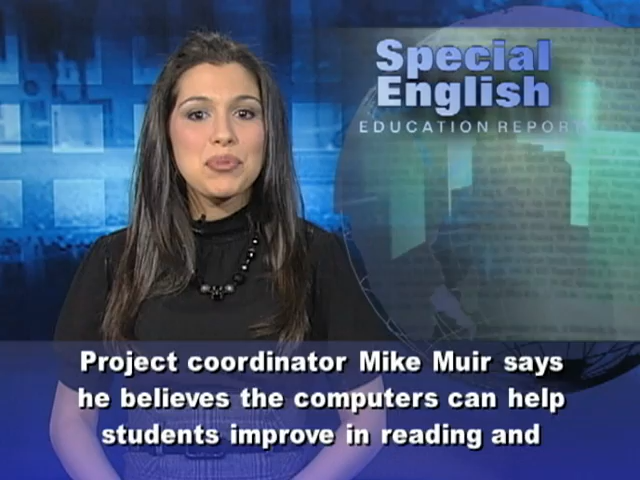 Special
English
EDUCATION REPORT
Project coordinator Mike Muir says
he believes the computers can help
students improve in reading and